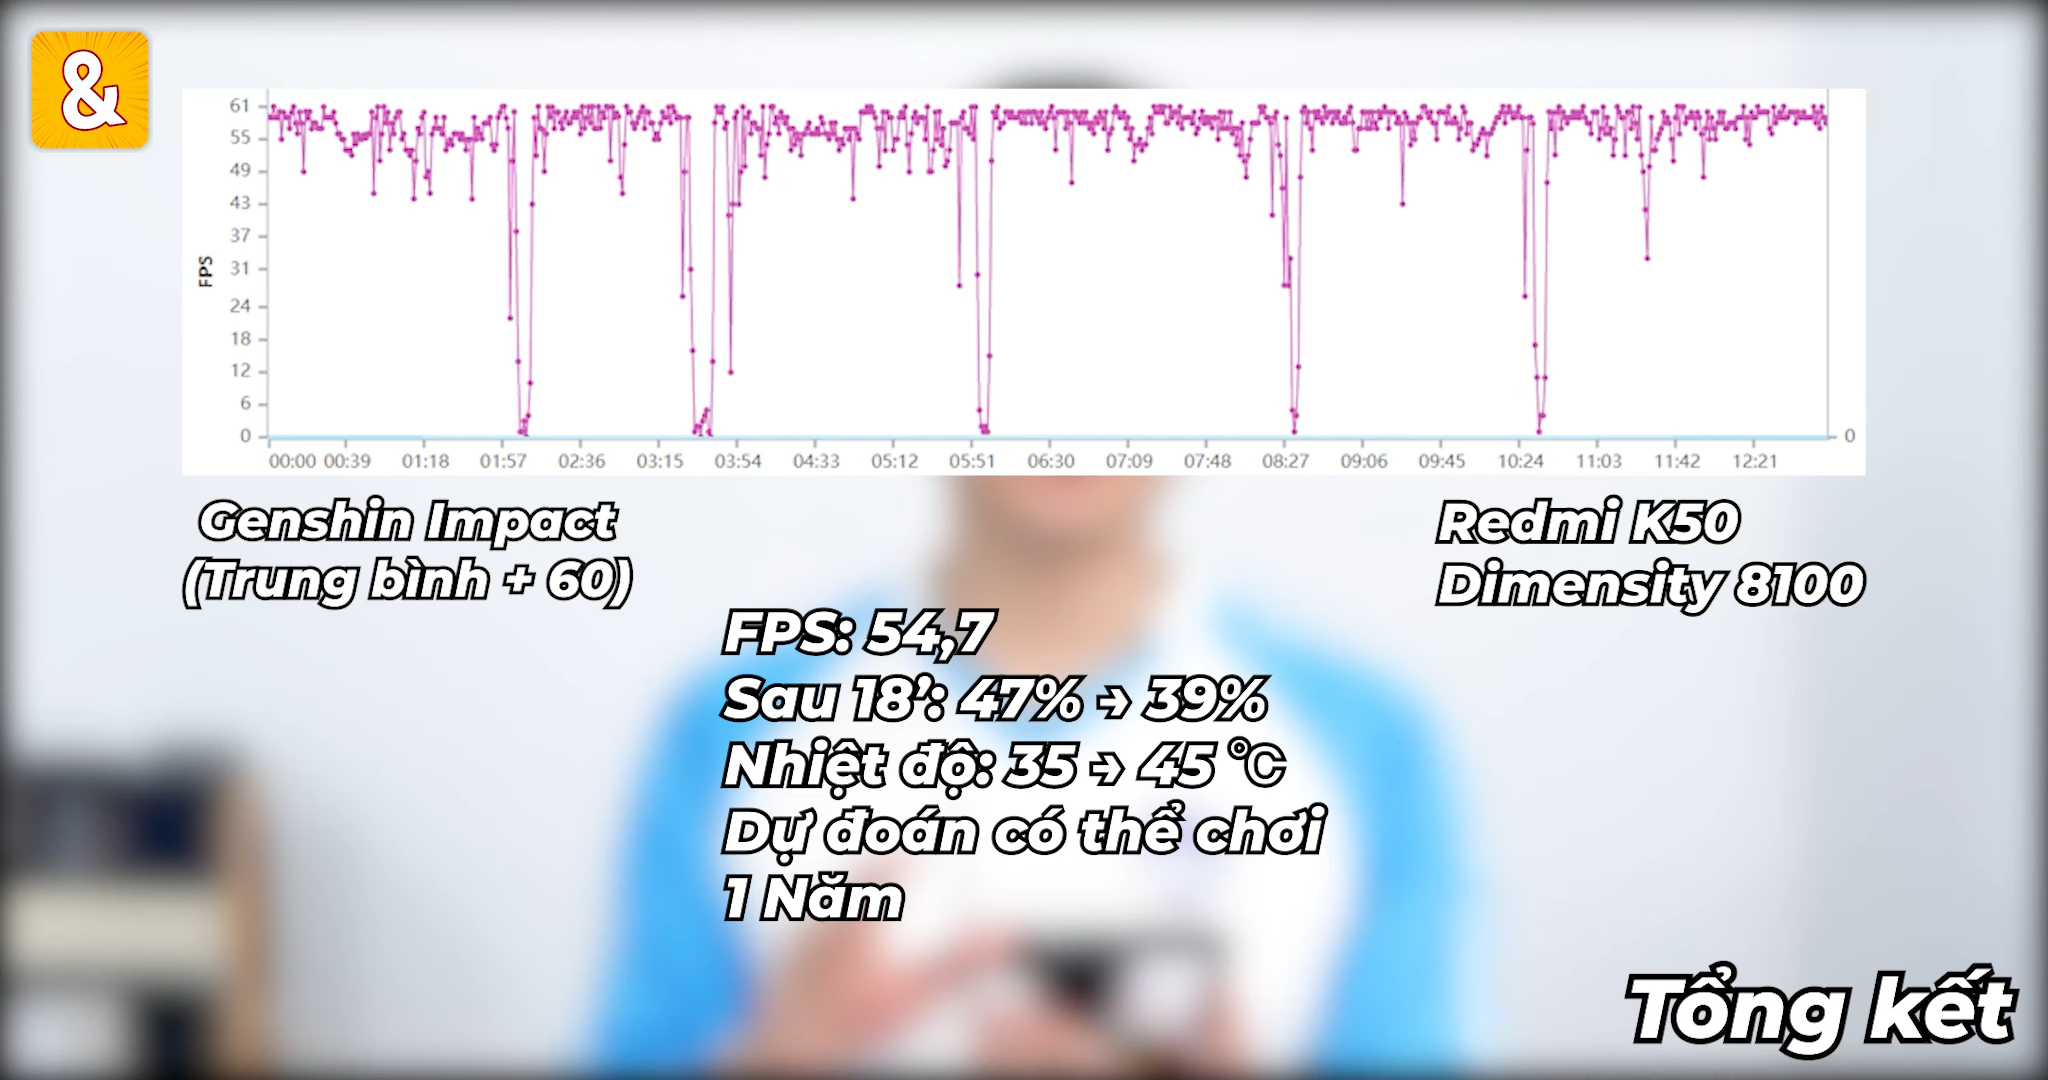 &
61
55
49
43
37
31
24
18
12
6
0
FPS
0
00:00 00:39 01:18 01:57 02:36 03:15 03:54 04:33 05:12 05:51 06:30 07:09 07:48 08:27 09:06 09:45 10:24 11:03 11:42 12:21
Genshin Impact
(Trung bình + 60)
Redmi K50
Dimensity 8100
FPS: 54,7
Sau 18': 47% → 39%
Nhiệt độ: 35 → 45 °C
Dự đoán có thể chơi
1 Năm
Tổng kết